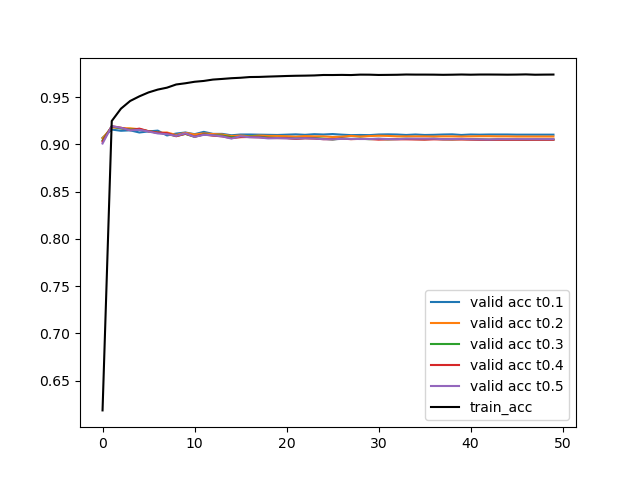 0.95
0.90
0.85
0.80
0.75
0.70
0.65
0
10
20
30
40
50
valid acc t0.1
valid acc t0.2
valid acc t0.3
valid acc t0.4
valid acc t0.5
train_acc